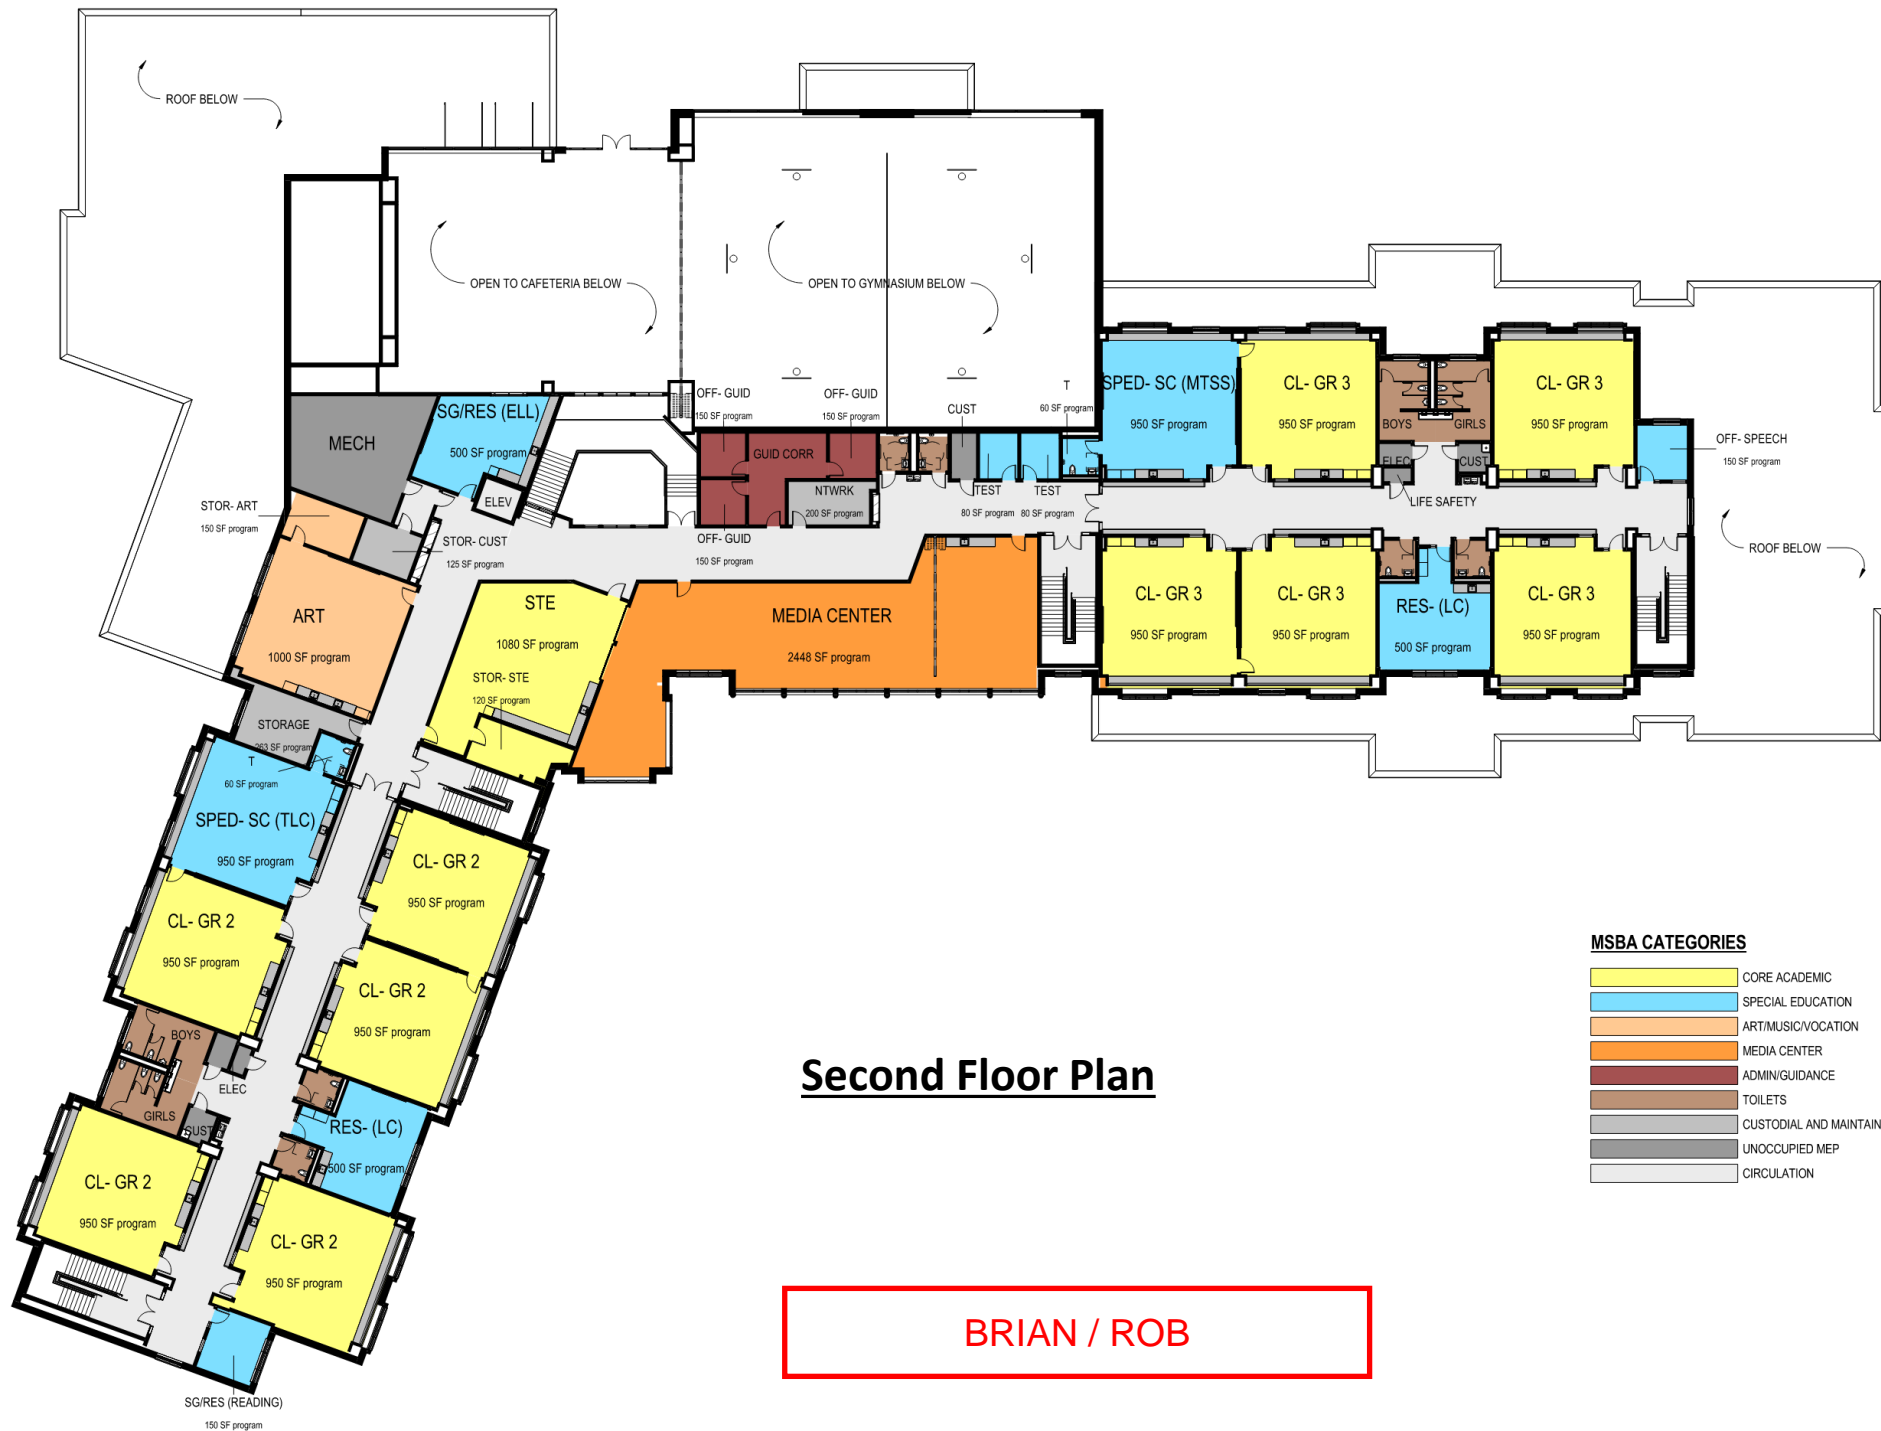 ROOF BELOW
OPEN TO CAFETERIA BELOW
OPEN TO GYMNASIUM BELOW
MECH
SG/RES (ELL)
500 SF program
ELEV
OFF- GUID
150 SF program
OFF- GUID
150 SF program
GUID CORR
NTWRK
200 SF program
OFF- GUID
150 SF program
CUST
TEST
80 SF program
TEST
80 SF program
T
60 SF program
SPED- SC (MTSS)
950 SF program
CL- GR 3
950 SF program
BOYS
GIRLS
ELEC
CUST
LIFE SAFETY
CL- GR 3
950 SF program
OFF- SPEECH
150 SF program
ROOF BELOW
CL- GR 3
950 SF program
CL- GR 3
950 SF program
RES- (LC)
500 SF program
CL- GR 3
950 SF program
STOR- ART
150 SF program
STOR- CUST
125 SF program
ART
1000 SF program
STE
1080 SF program
STOR- STE
120 SF program
MEDIA CENTER
2448 SF program
STORAGE
263 SF program
T
60 SF program
SPED- SC (TLC)
950 SF program
CL- GR 2
950 SF program
CL- GR 2
950 SF program
CL- GR 2
950 SF program
BOYS
ELEC
GIRLS
CUST
RES- (LC)
500 SF program
CL- GR 2
950 SF program
CL- GR 2
950 SF program
SG/RES (READING)
150 SF program
MSBA CATEGORIES
CORE ACADEMIC
SPECIAL EDUCATION
ART/MUSIC/VOCATION
MEDIA CENTER
ADMIN/GUIDANCE
TOILETS
CUSTODIAL AND MAINTAIN
UNOCCUPIED MEP
CIRCULATION
Second Floor Plan
BRIAN / ROB